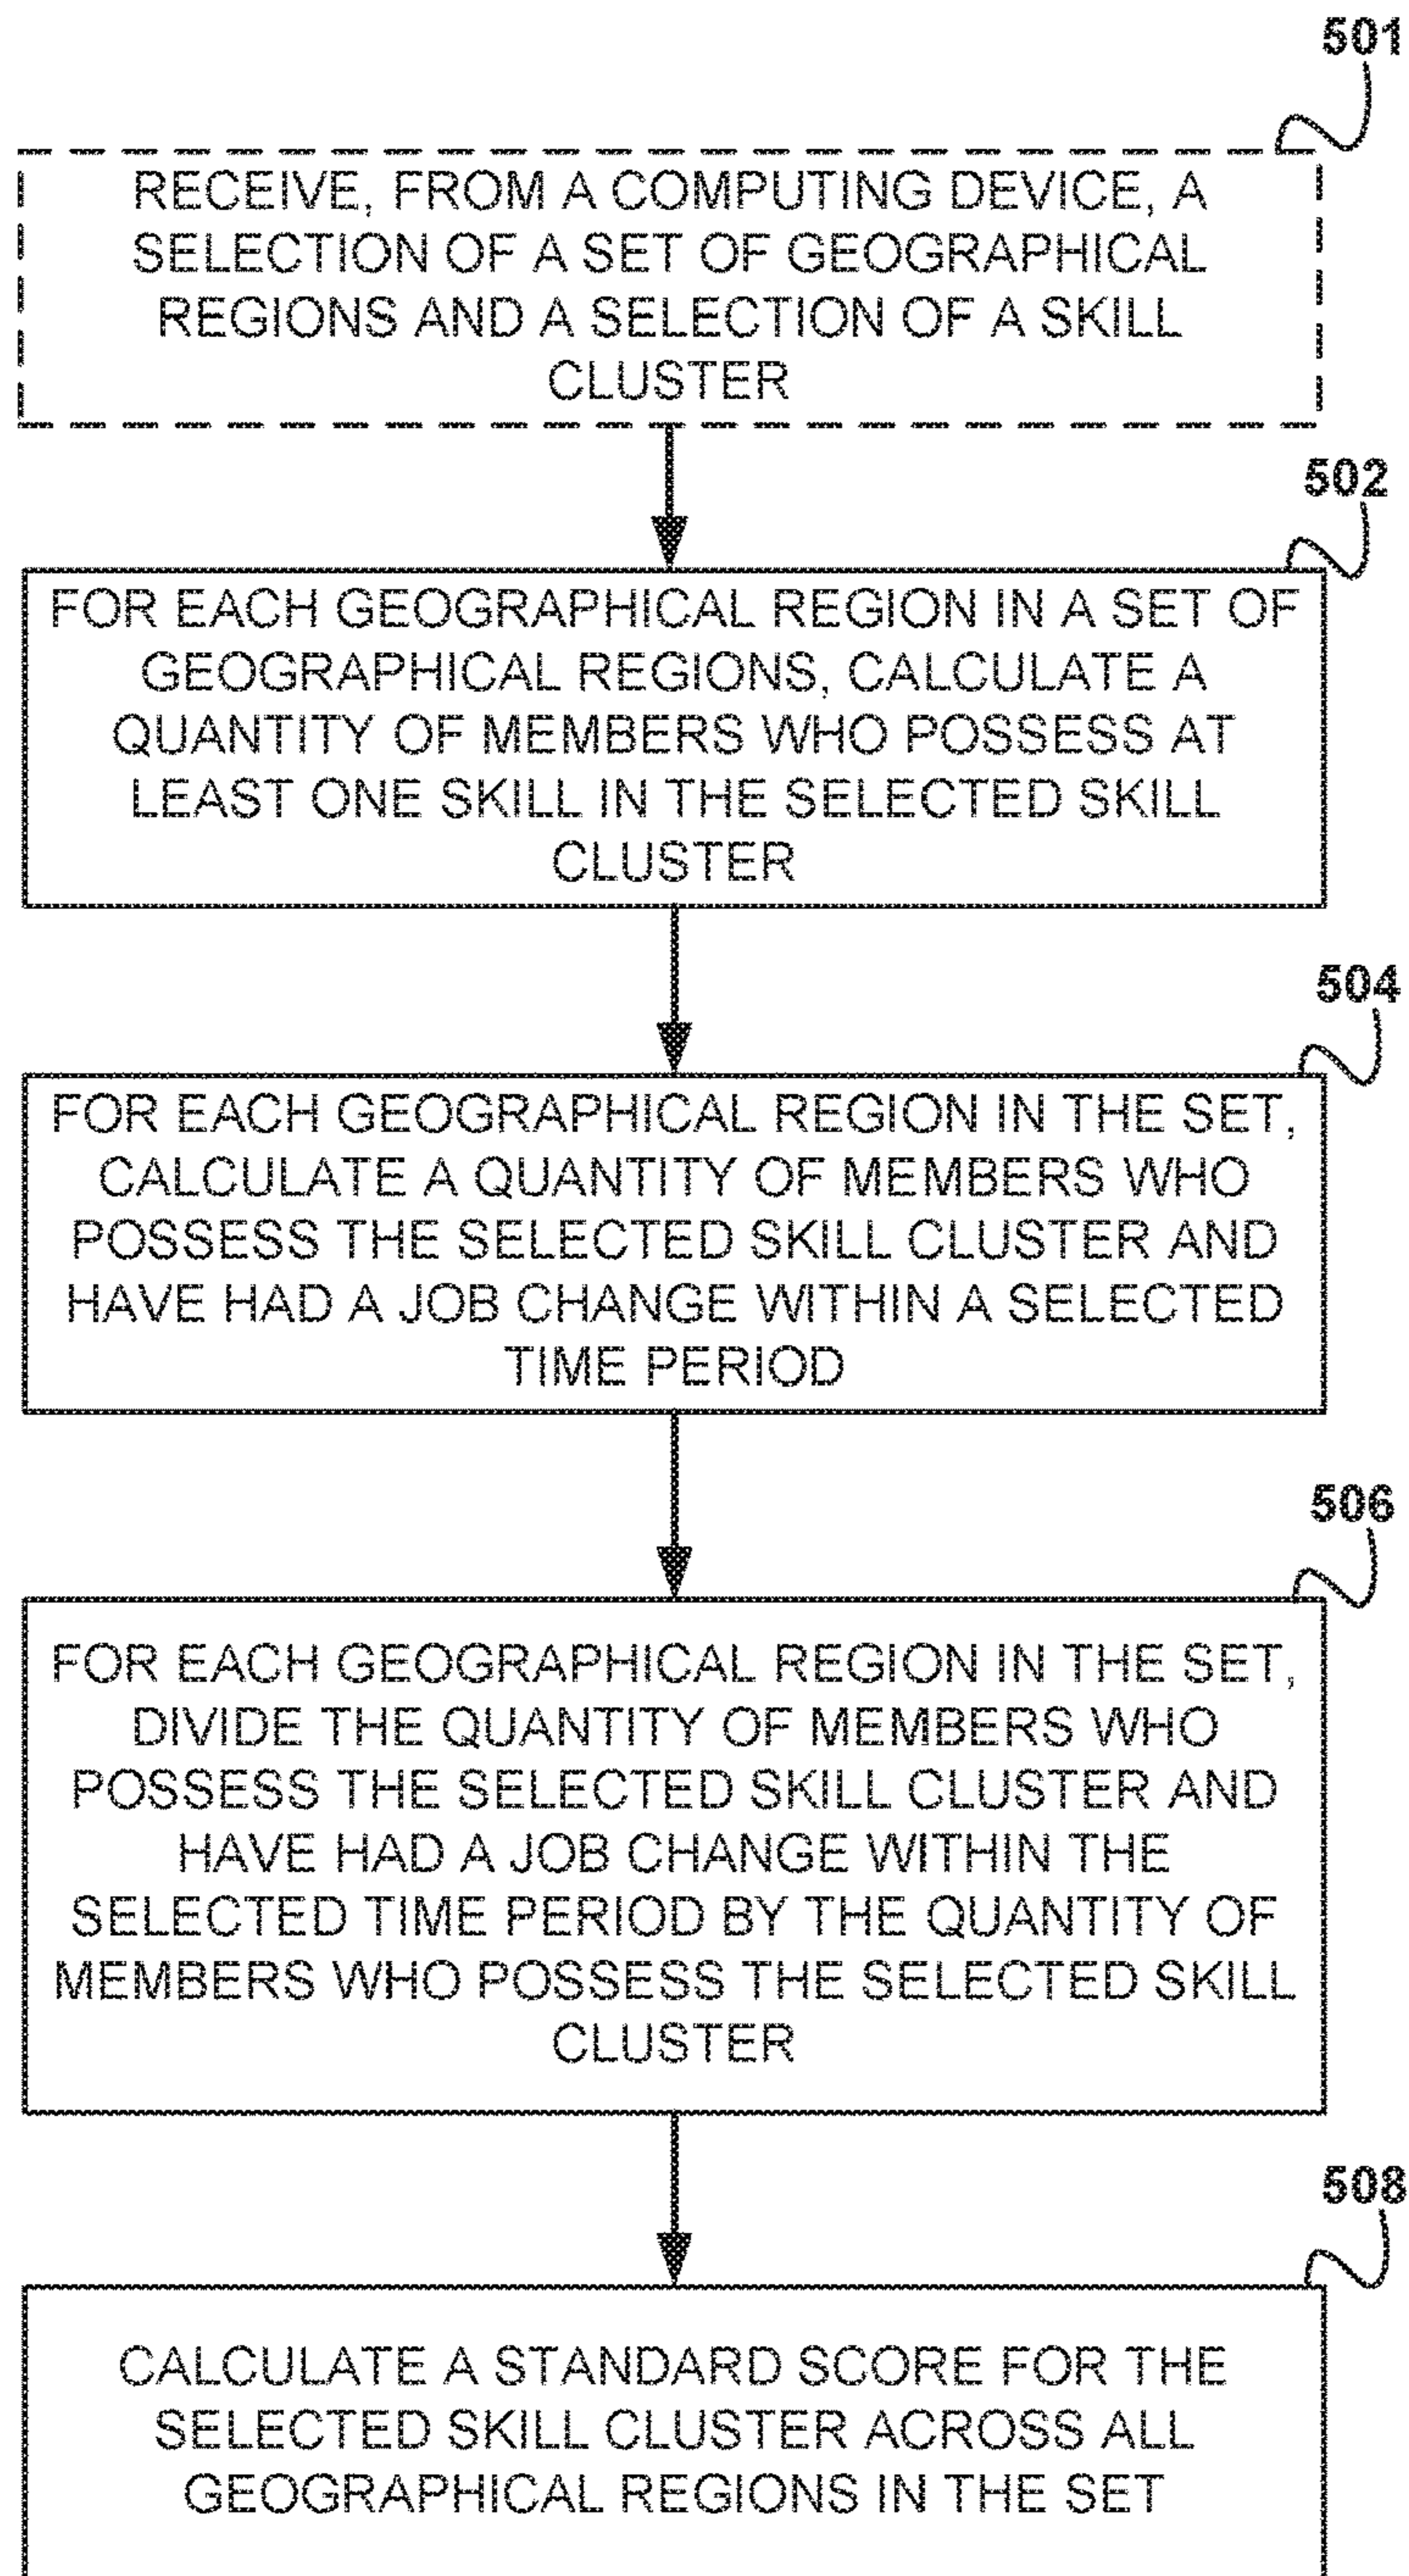 501
RECEIVE, FROM A COMPUTING DEVICE, A
SELECTION OF A SET OF GEOGRAPHICAL
REGIONS AND A SELECTION OF A SKILL
CLUSTER
502
FOR EACH GEOGRAPHICAL REGION IN A SET OF
GEOGRAPHICAL REGIONS, CALCULATE A
QUANTITY OF MEMBERS WHO POSSESS AT
LEAST ONE SKILL IN THE SELECTED SKILL
CLUSTER
504
FOR EACH GEOGRAPHICAL REGION IN THE SET,
CALCULATE A QUANTITY OF MEMBERS WHO
POSSESS THE SELECTED SKILL CLUSTER AND
HAVE HAD A JOB CHANGE WITHIN A SELECTED
TIME PERIOD
506
FOR EACH GEOGRAPHICAL REGION IN THE SET,
DIVIDE THE QUANTITY OF MEMBERS WHO
POSSESS THE SELECTED SKILL CLUSTER AND
HAVE HAD A JOB CHANGE WITHIN THE
SELECTED TIME PERIOD BY THE QUANTITY OF
MEMBERS WHO POSSESS THE SELECTED SKILL
CLUSTER
508
CALCULATE A STANDARD SCORE FOR THE
SELECTED SKILL CLUSTER ACROSS ALL
GEOGRAPHICAL REGIONS IN THE SET